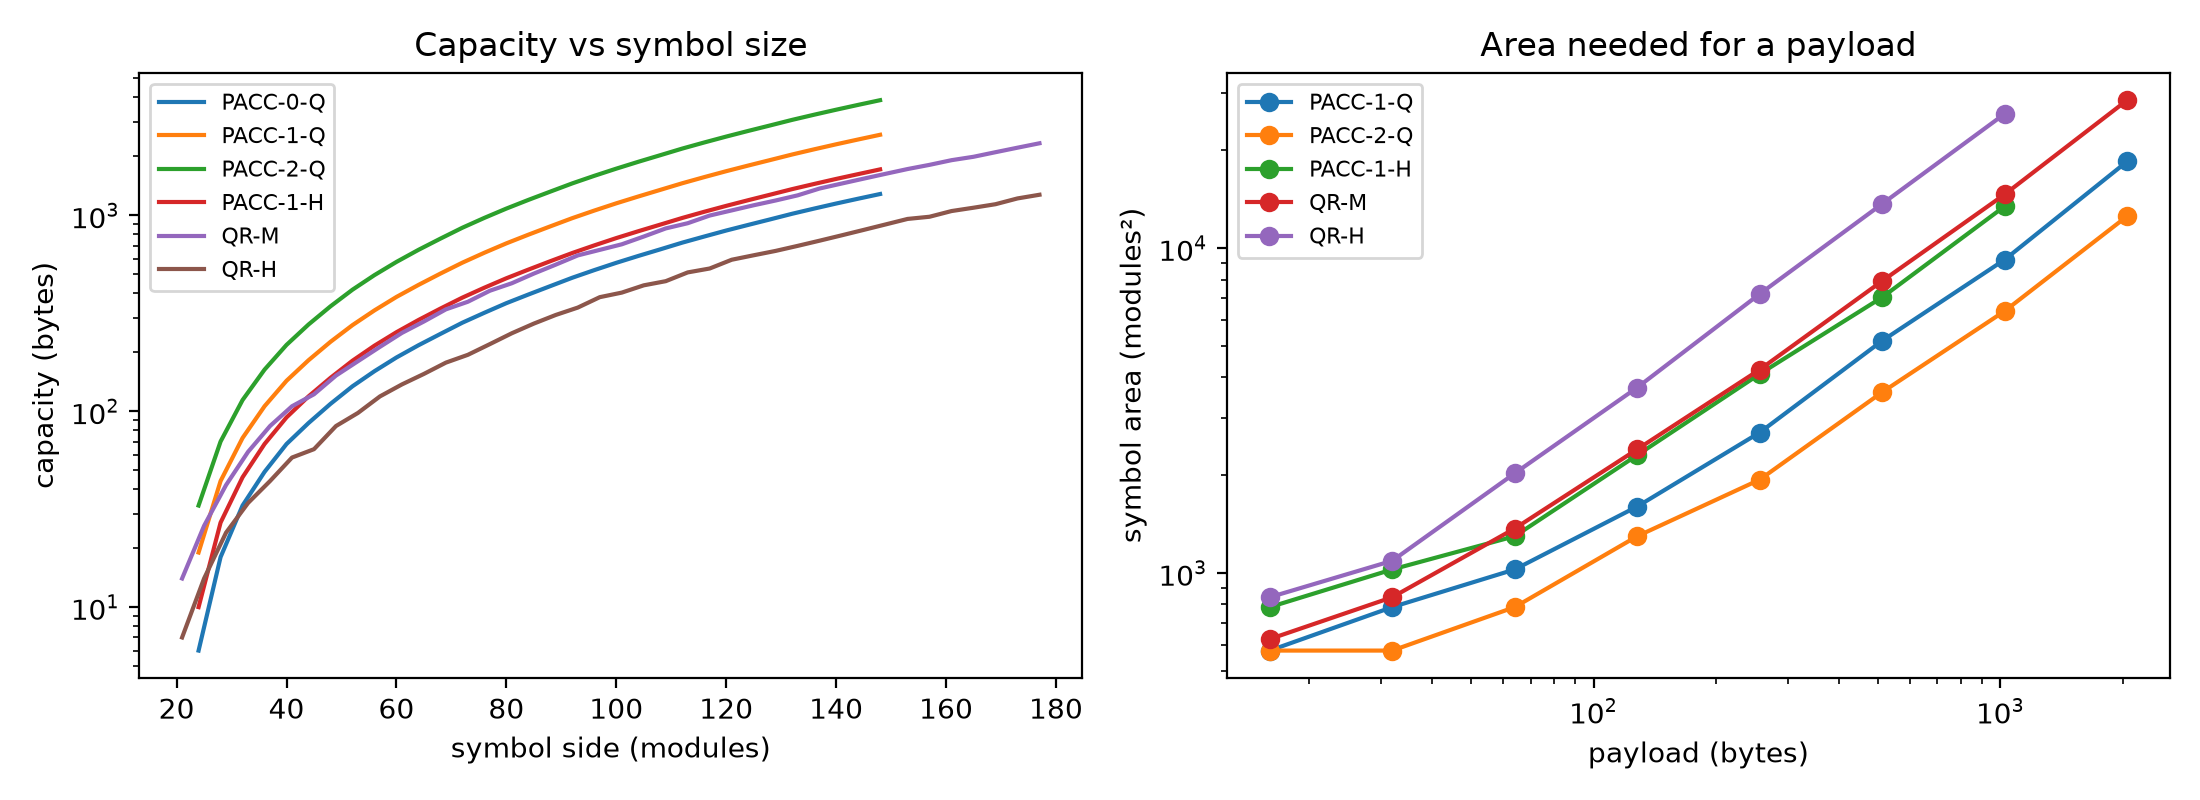 Capacity vs symbol size
capacity (bytes)
10³
10²
10¹
PACC-0-Q
PACC-1-Q
PACC-2-Q
PACC-1-H
QR-M
QR-H
20 40 60 80 100 120 140 160 180
symbol side (modules)
Area needed for a payload
symbol area (modules²)
10⁴
10³
PACC-1-Q
PACC-2-Q
PACC-1-H
QR-M
QR-H
10² 10³
payload (bytes)